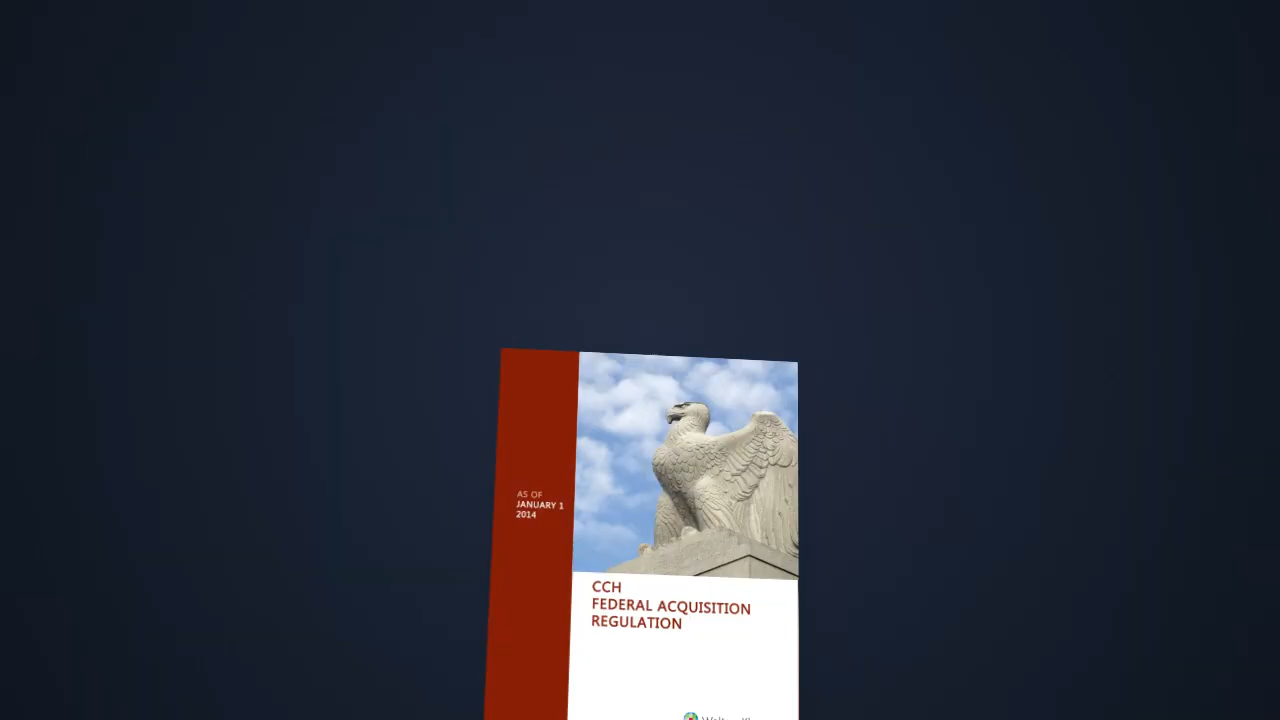 AS OF
JANUARY 1
2014
CCH
FEDERAL ACQUISITION
REGULATION